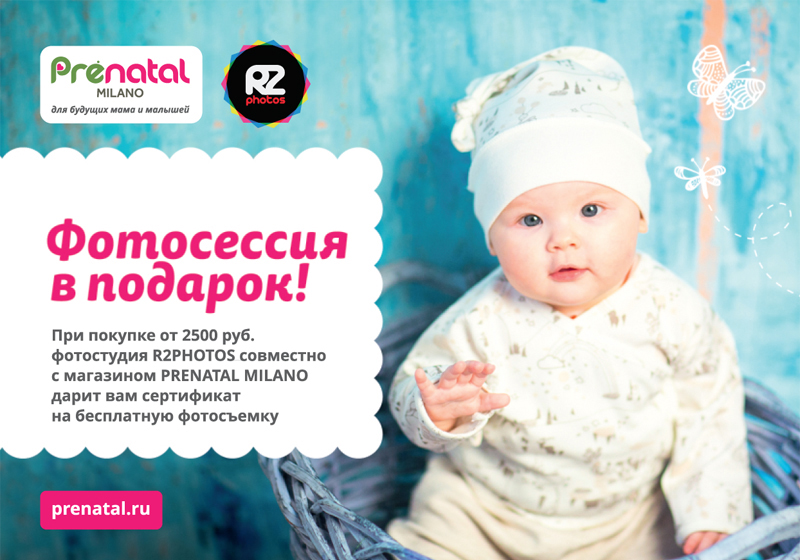 Prénatal
MILANO
для будущих мама и малышей
R2
photos
Фотосессия
в подарок!
При покупке от 2500 руб.
фотостудия R2PHOTOS совместно
с магазином PRENATAL MILANO
дарит вам сертификат
на бесплатную фотосъемку
prenatal.ru